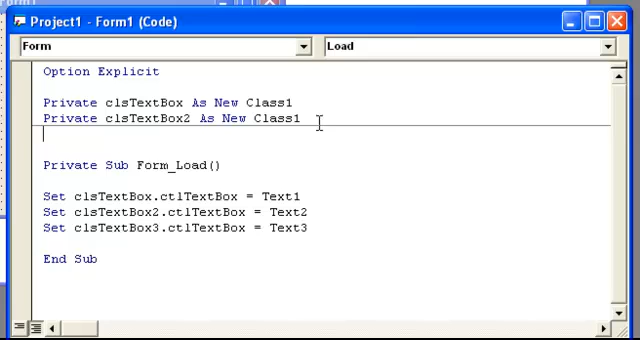 Project1 - Form1 (Code)
Form
Load
Option Explicit
Private clsTextBox As New Class1
Private clsTextBox2 As New Class1
Private Sub Form_Load()
Set clsTextBox.ctlTextBox = Text1
Set clsTextBox2.ctlTextBox = Text2
Set clsTextBox3.ctlTextBox = Text3
End Sub